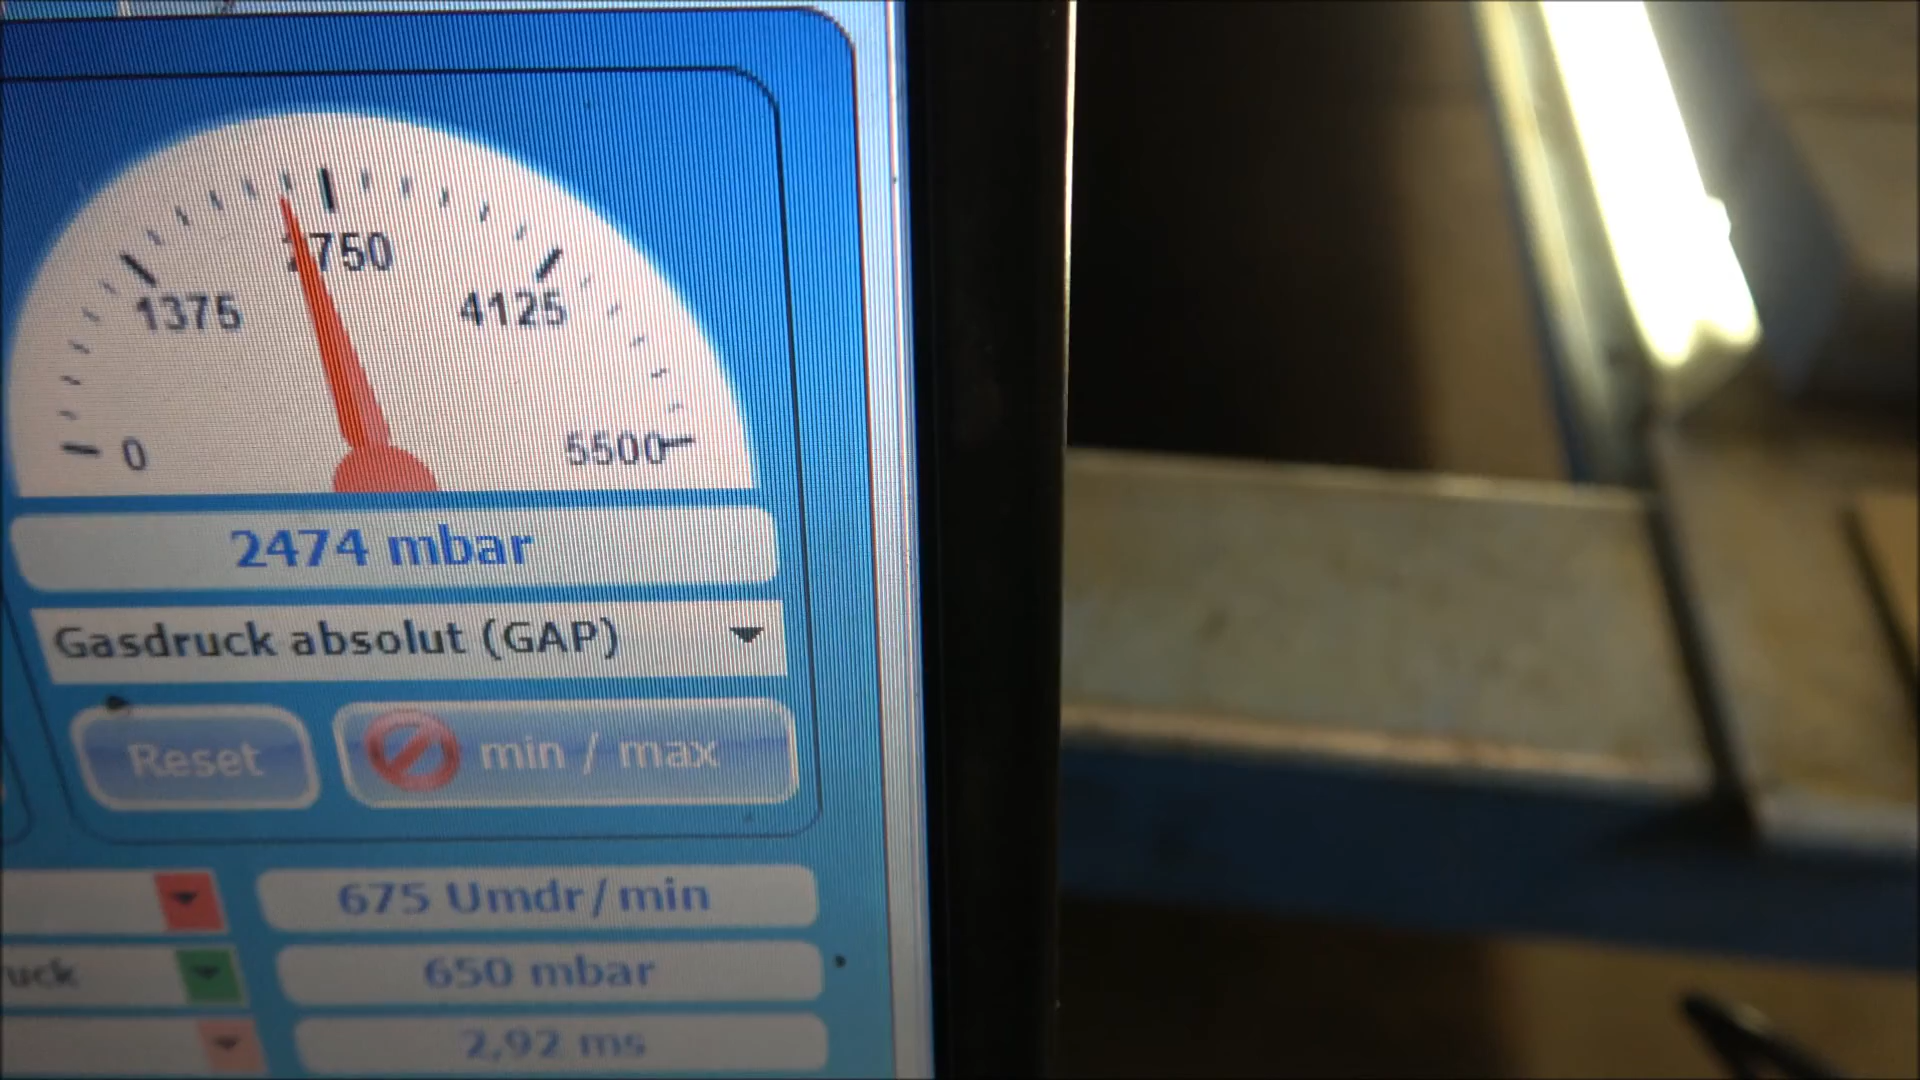 2750
1375
4125
0
5500
2474 mbar
Gasdruck absolut (GAP)
Reset
min / max
675 Umdr/min
uck
650 mbar
2,92 ms